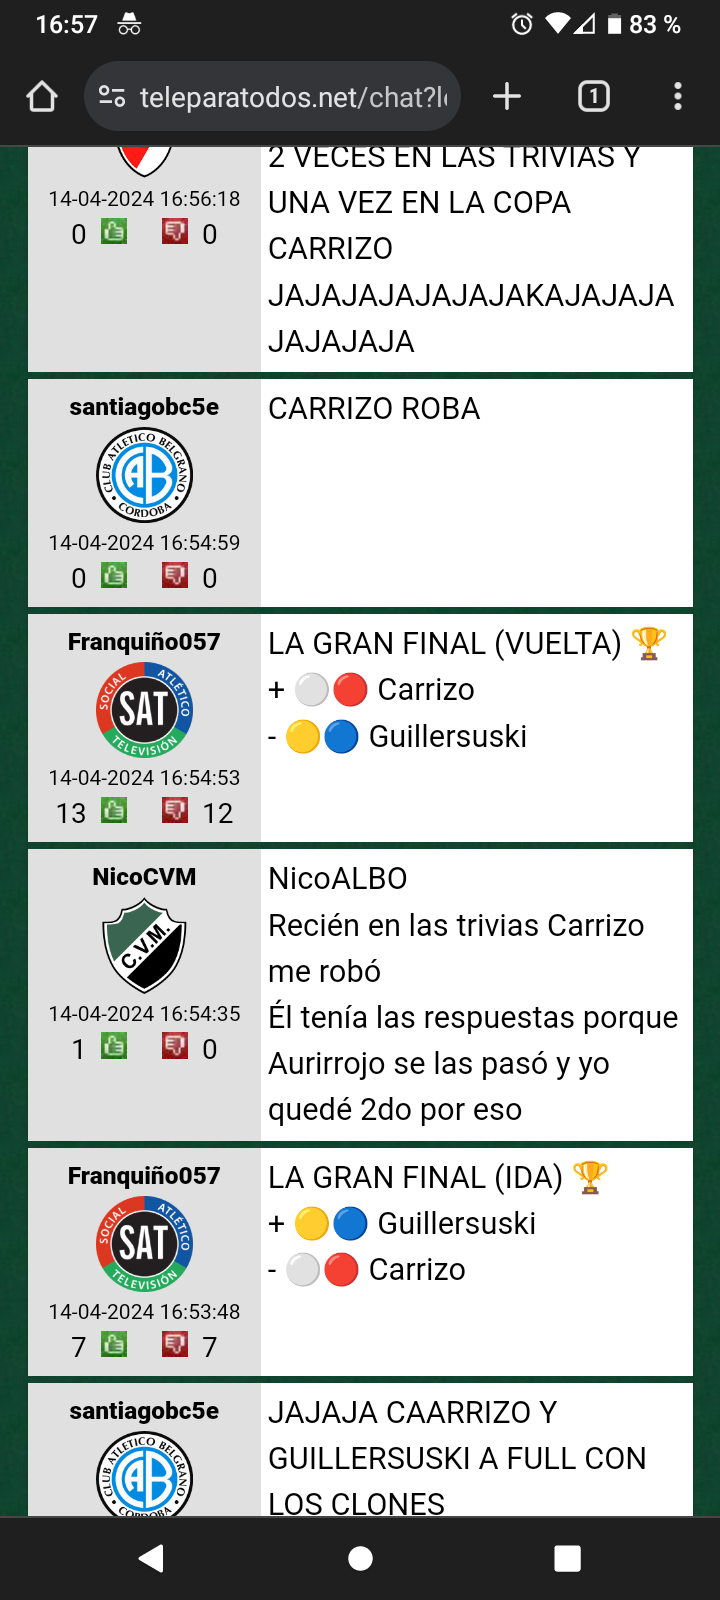 16:57
83 %
teleparatodos.net/chat?l
1
2 VECES EN LAS TRIVIAS Y
UNA VEZ EN LA COPA
CARRIZO
JAJAJAJAJAJAJAKAJAJAJA
JAJAJAJA
14-04-2024 16:56:18
0 0
santiagobc5e
CLUB ATLETICO BELGRANO
CAB
CORDOBA
14-04-2024 16:54:59
0 0
CARRIZO ROBA
Franquiño057
SOCIAL ATLÉTICO
SAT
TELEVISIÓN
14-04-2024 16:54:53
13 12
LA GRAN FINAL (VUELTA) 🏆
+ ⚪🔴 Carrizo
- 🟡🔵 Guillersuski
NicoCVM
C.V.M.
14-04-2024 16:54:35
1 0
NicoALBO
Recién en las trivias Carrizo
me robó
Él tenía las respuestas porque
Aurirrojo se las pasó y yo
quedé 2do por eso
Franquiño057
SOCIAL ATLÉTICO
SAT
TELEVISIÓN
14-04-2024 16:53:48
7 7
LA GRAN FINAL (IDA) 🏆
+ 🟡🔵 Guillersuski
- ⚪🔴 Carrizo
santiagobc5e
CLUB ATLETICO BELGRANO
CAB
CORDOBA
JAJAJA CAARRIZO Y
GUILLERSUSKI A FULL CON
LOS CLONES